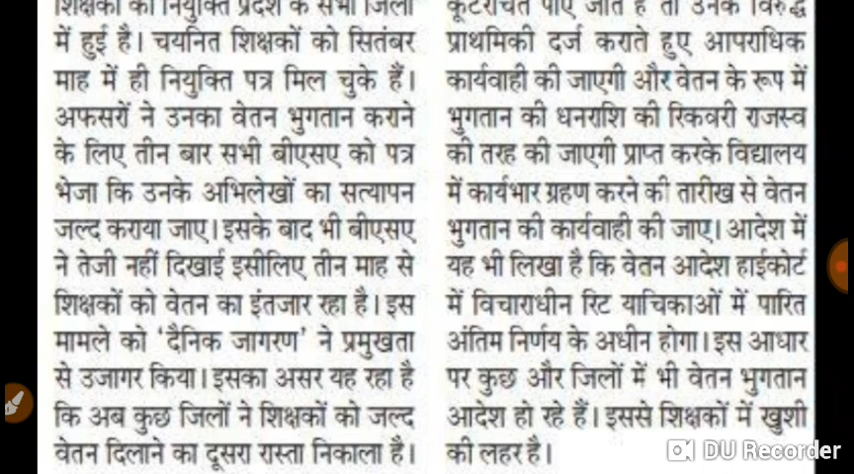 शिक्षकों की नियुक्ति प्रदेश के सभी जिलों
में हुई है। चयनित शिक्षकों को सितंबर
माह में ही नियुक्ति पत्र मिल चुके हैं।
अफसरों ने उनका वेतन भुगतान कराने
के लिए तीन बार सभी बीएसए को पत्र
भेजा कि उनके अभिलेखों का सत्यापन
जल्द कराया जाए। इसके बाद भी बीएसए
ने तेजी नहीं दिखाई इसीलिए तीन माह से
शिक्षकों को वेतन का इंतजार रहा है। इस
मामले को ‘दैनिक जागरण’ ने प्रमुखता
से उजागर किया। इसका असर यह रहा है
कि अब कुछ जिलों ने शिक्षकों को जल्द
वेतन दिलाने का दूसरा रास्ता निकाला है।
कूटरचित पाए जाते हैं तो उनके विरुद्ध
प्राथमिकी दर्ज कराते हुए आपराधिक
कार्यवाही की जाएगी और वेतन के रूप में
भुगतान की धनराशि की रिकवरी राजस्व
की तरह की जाएगी प्राप्त करके विद्यालय
में कार्यभार ग्रहण करने की तारीख से वेतन
भुगतान की कार्यवाही की जाए। आदेश में
यह भी लिखा है कि वेतन आदेश हाईकोर्ट
में विचाराधीन रिट याचिकाओं में पारित
अंतिम निर्णय के अधीन होगा। इस आधार
पर कुछ और जिलों में भी वेतन भुगतान
आदेश हो रहे हैं। इससे शिक्षकों में खुशी
की लहर है।
DU Recorder